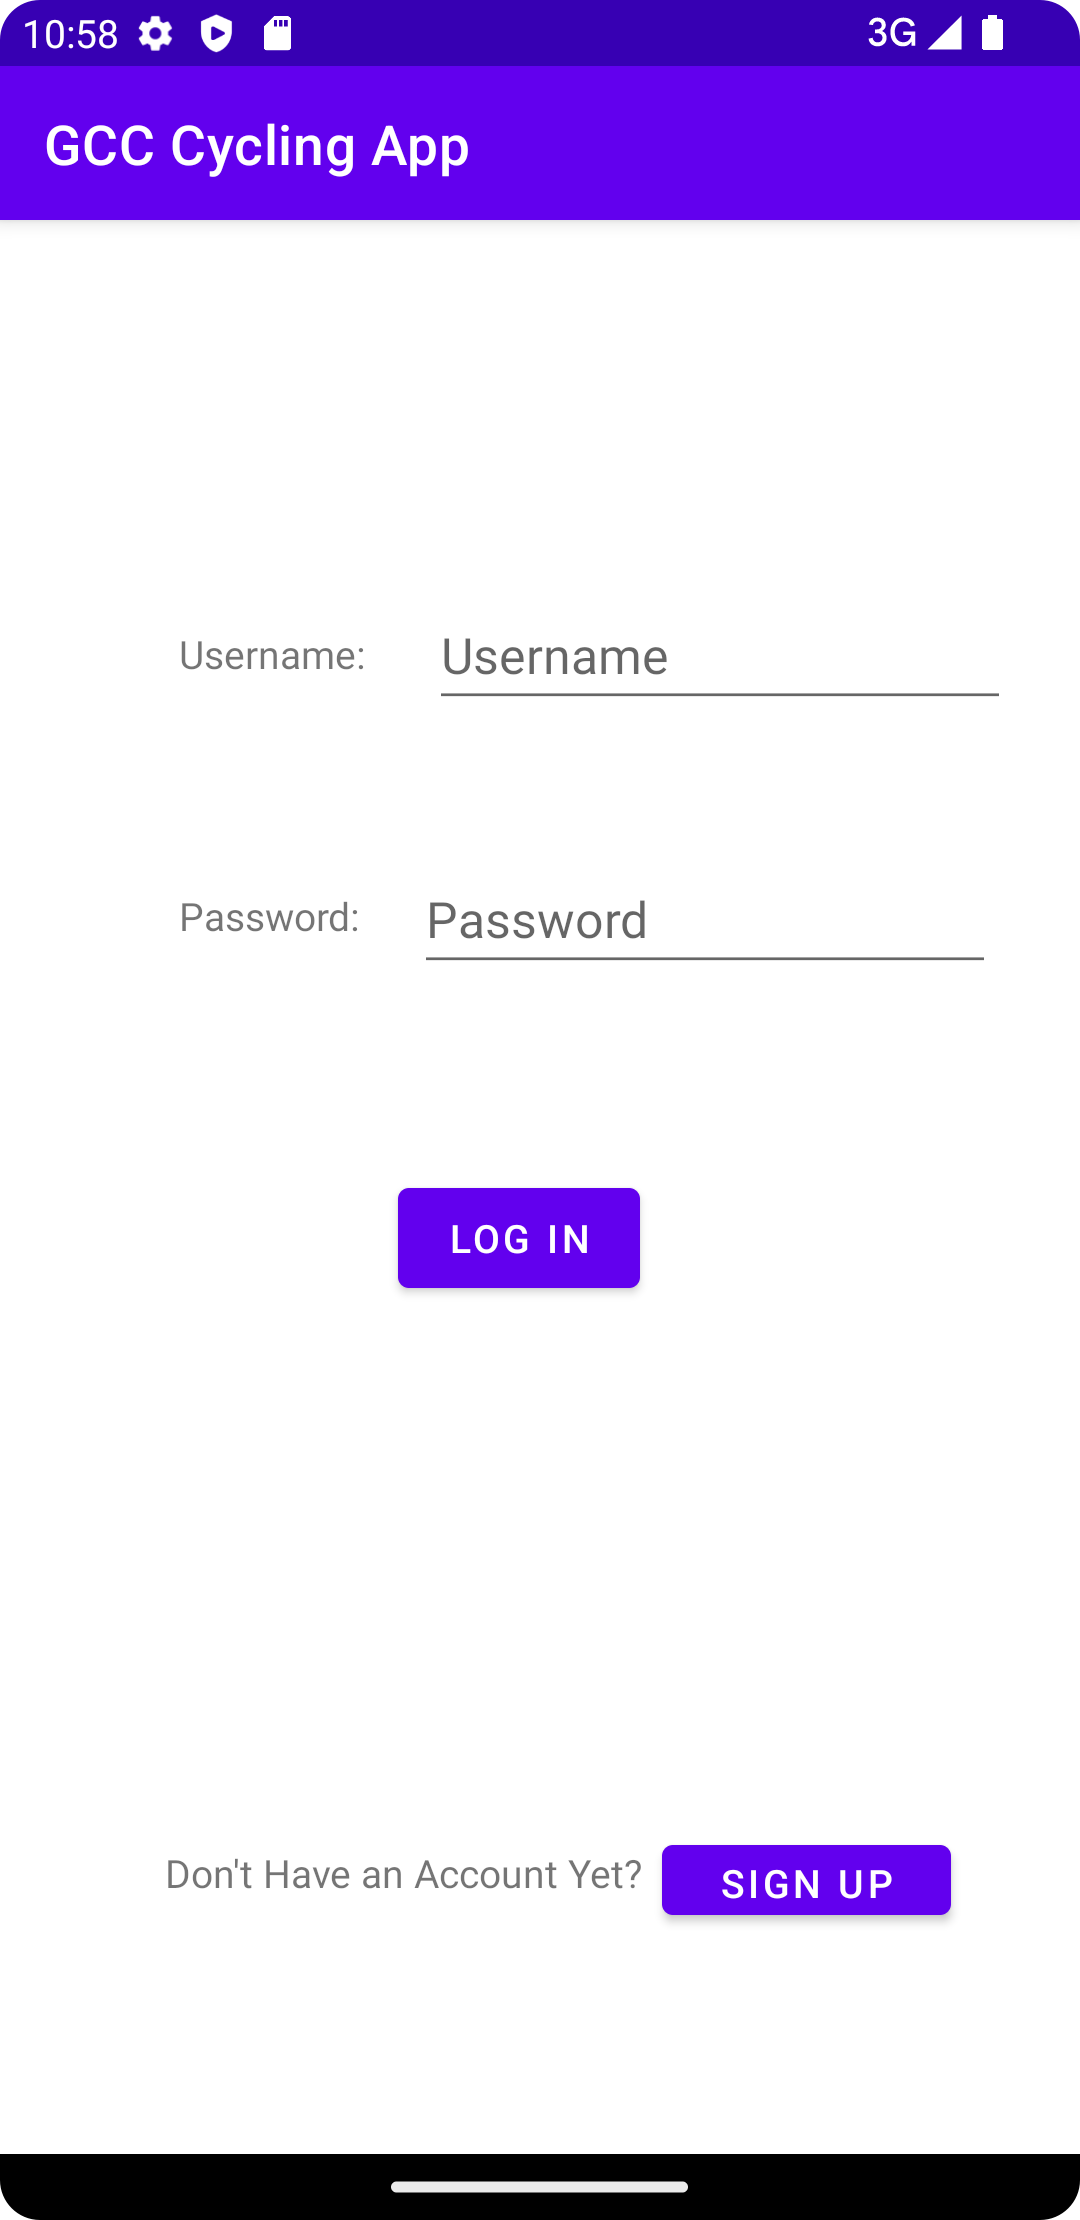 10:58 3G
GCC Cycling App
Username: Username
Password: Password
LOG IN
Don't Have an Account Yet? SIGN UP